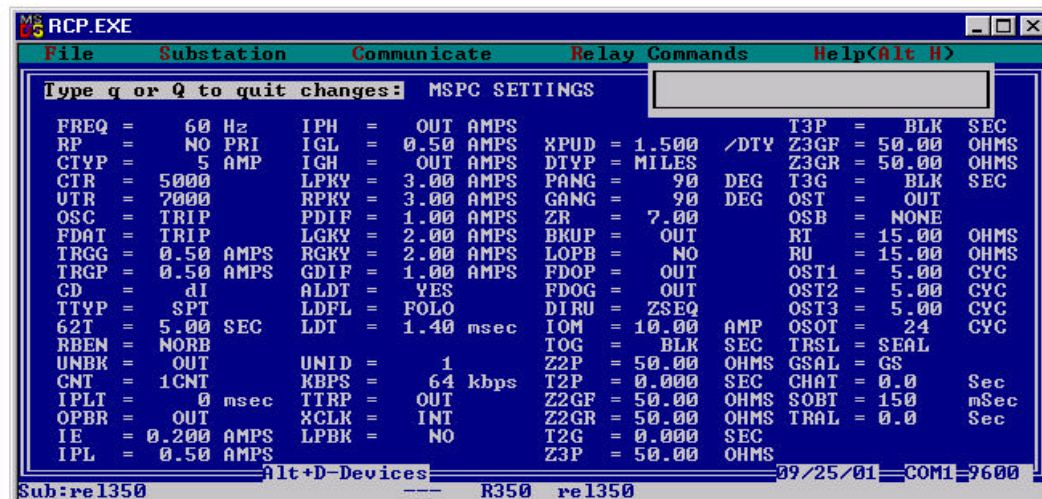 MS DOS RCP.EXE
File Substation Communicate Relay Commands Help(Alt H)
Type q or Q to quit changes: MSPC SETTINGS
FREQ = 60 Hz IPH = OUT AMPS T3P = BLK SEC
RP = NO PRI IGL = 0.50 AMPS XPUD = 1.500 /DTY Z3GF = 50.00 OHMS
CTYP = 5 AMP IGH = OUT AMPS DTYP = MILES Z3GR = 50.00 OHMS
CTR = 5000 LPKY = 3.00 AMPS PANG = 90 DEG T3G = BLK SEC
VTR = 7000 RPKY = 3.00 AMPS GANG = 90 DEG OST = OUT
OSC = TRIP PDIF = 1.00 AMPS ZR = 7.00 OSB = NONE
FDAT = TRIP LGKY = 2.00 AMPS BKUP = OUT RT = 15.00 OHMS
TRGG = 0.50 AMPS RGKY = 2.00 AMPS LOPB = NO RU = 15.00 OHMS
TRGP = 0.50 AMPS GDIF = 1.00 AMPS FDOP = OUT OST1 = 5.00 CYC
CD = dI ALDT = YES FDOG = OUT OST2 = 5.00 CYC
TTYP = SPT LDFL = FOLO DIRU = ZSEQ OST3 = 5.00 CYC
62T = 5.00 SEC LDT = 1.40 msec IOM = 10.00 AMP OSOT = 24 CYC
RBEN = NORB TOG = BLK SEC TRSL = SEAL
UNBK = OUT UNID = 1 Z2P = 50.00 OHMS GSAL = GS
CNT = 1CNT KBPS = 64 kbps T2P = 0.000 SEC CHAT = 0.0 Sec
IPLT = 0 msec TTRP = OUT Z2GF = 50.00 OHMS SOBT = 150 mSec
OPBR = OUT XCLK = INT Z2GR = 50.00 OHMS TRAL = 0.0 Sec
IE = 0.200 AMPS LPBK = NO T2G = 0.000 SEC
IPL = 0.50 AMPS Z3P = 50.00 OHMS
Alt+D-Devices 09/25/01 COM1 9600
Sub:rel350 --- R350 rel350